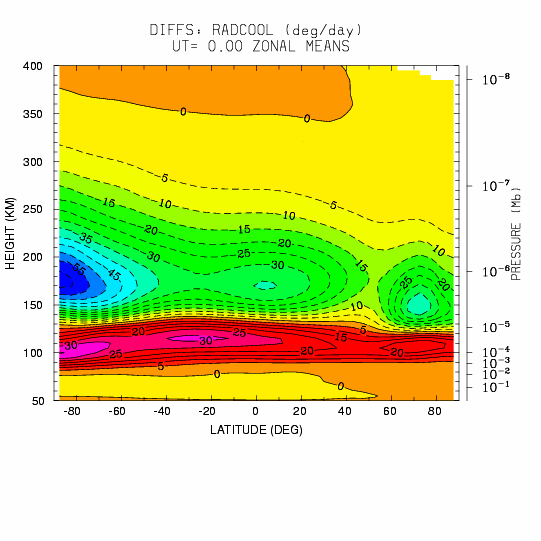 DIFFS: RADCOOL (deg/day)
UT= 0.00 ZONAL MEANS
400
350
300
250
200
150
100
50
HEIGHT (KM)
-80 -60 -40 -20 0 20 40 60 80
LATITUDE (DEG)
10⁻⁸
10⁻⁷
10⁻⁶
10⁻⁵
10⁻⁴
10⁻³
10⁻²
10⁻¹
PRESSURE (Mb)
0 0
5 5
15 10 10
35 20 15 20 10
30 25 30 15
55 45 25 20
10
5
20 25 15
30 25 30 20 20
5 0 0